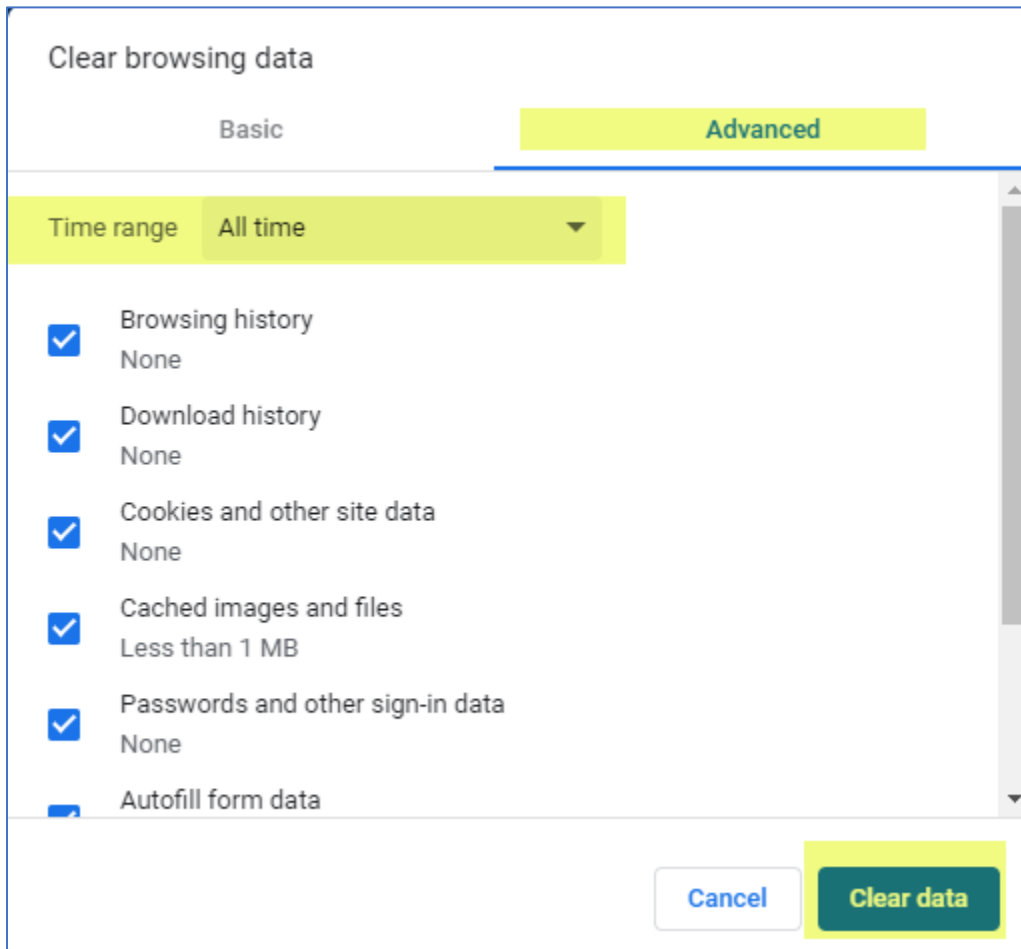 Clear browsing data
Basic Advanced
Time range All time
Browsing history
None
Download history
None
Cookies and other site data
None
Cached images and files
Less than 1 MB
Passwords and other sign-in data
None
Autofill form data
Cancel Clear data